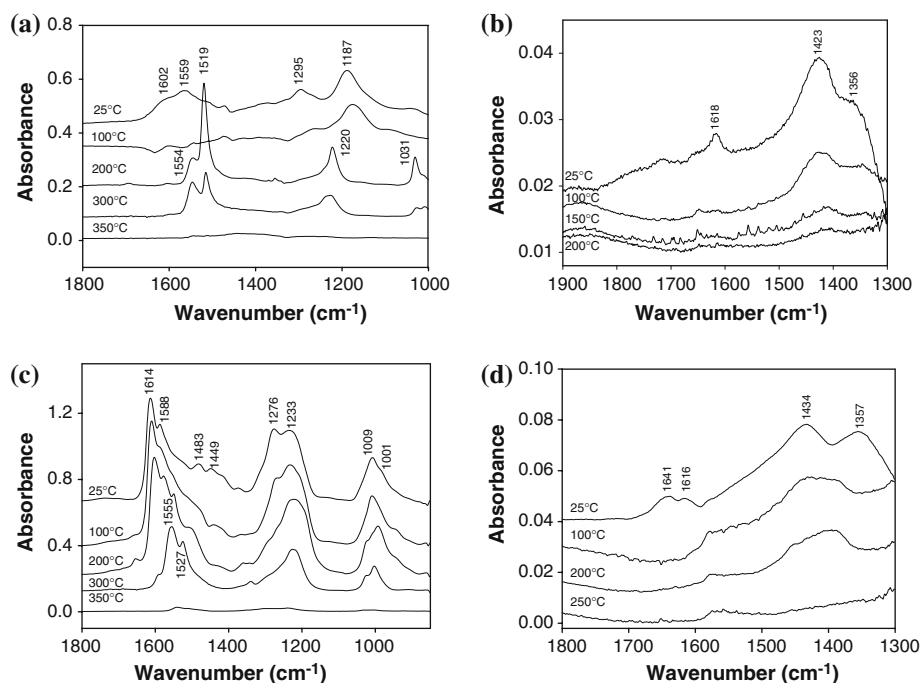 (a)
0.8
0.6
0.4
0.2
0.0
Absorbance
1602
1559
1519
1295
1187
25°C
100°C
200°C
1554
1220
1031
300°C
350°C
1800 1600 1400 1200 1000
Wavenumber (cm-1)
(b)
0.04
0.03
0.02
0.01
Absorbance
1618
1423
1356
25°C
100°C
150°C
200°C
1900 1800 1700 1600 1500 1400 1300
Wavenumber (cm-1)
(c)
1.2
0.8
0.4
0.0
Absorbance
1614
1588
1483
1449
1276
1233
1009
1001
25°C
100°C
200°C
1555
1527
300°C
350°C
1800 1600 1400 1200 1000
Wavenumber (cm-1)
(d)
0.10
0.08
0.06
0.04
0.02
0.00
Absorbance
1641
1616
1434
1357
25°C
100°C
200°C
250°C
1800 1700 1600 1500 1400 1300
Wavenumber (cm-1)